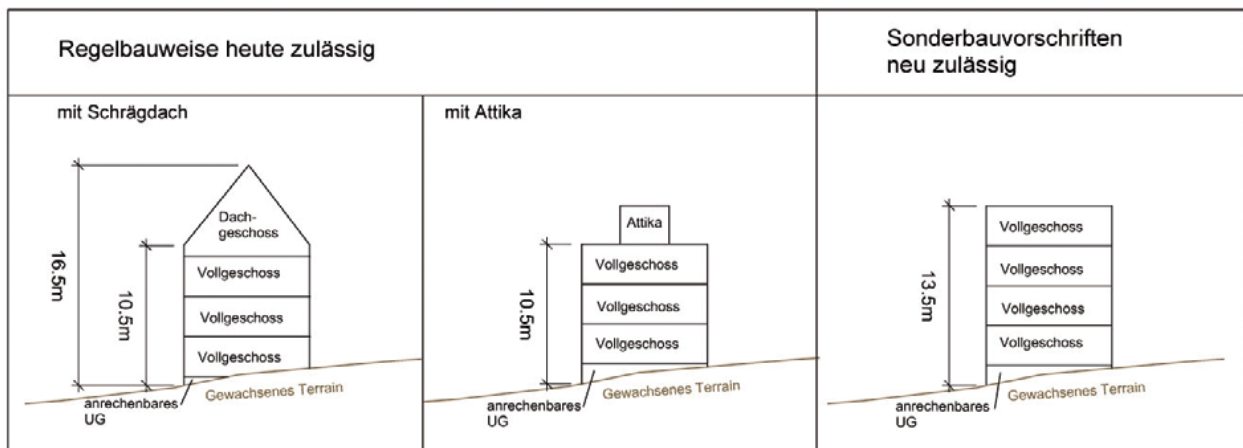 Regelbauweise heute zulässig
Sonderbauvorschriften
neu zulässig
mit Schrägdach
16.5m
10.5m
Dach-
geschoss
Vollgeschoss
Vollgeschoss
Vollgeschoss
Gewachsenes Terrain
anrechenbares
UG
mit Attika
10.5m
Attika
Vollgeschoss
Vollgeschoss
Vollgeschoss
Gewachsenes Terrain
anrechenbares
UG
13.5m
Vollgeschoss
Vollgeschoss
Vollgeschoss
Vollgeschoss
Gewachsenes Terrain
anrechenbares
UG